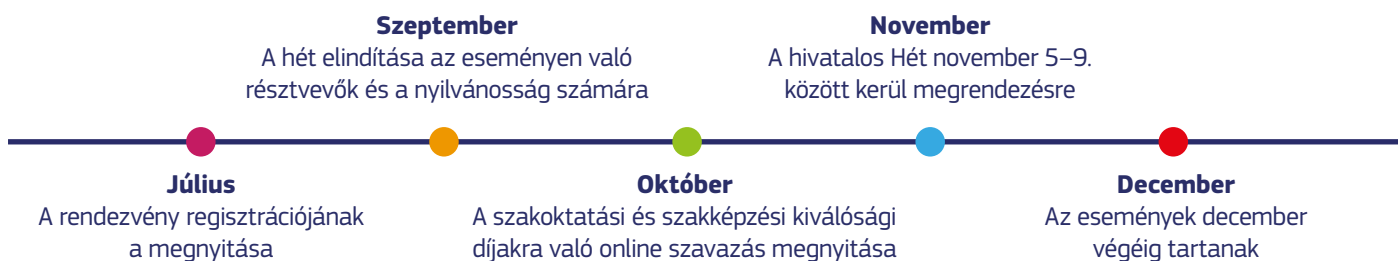 Szeptember
A hét elindítása az eseményen való
résztvevők és a nyilvánosság számára
November
A hivatalos Hét november 5–9.
között kerül megrendezésre
Július
A rendezvény regisztrációjának
a megnyitása
Október
A szakoktatási és szakképzési kiválósági
díjakra való online szavazás megnyitása
December
Az események december
végéig tartanak